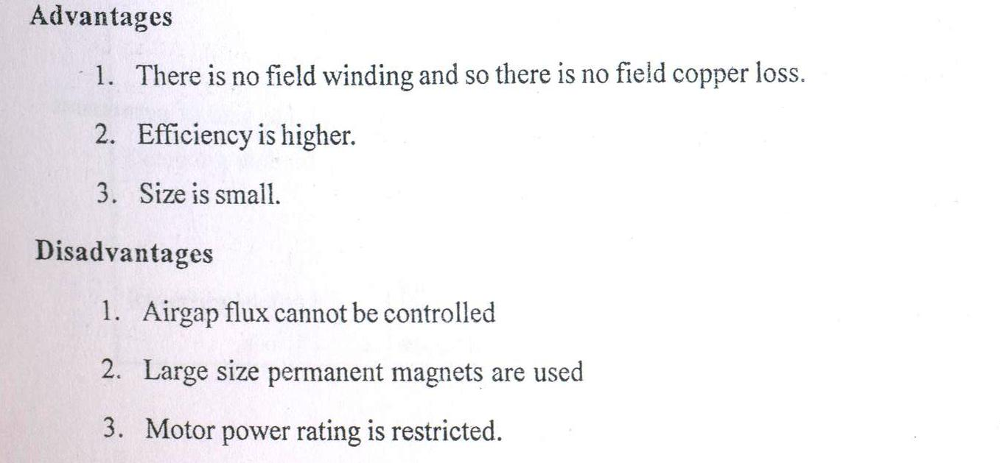 Advantages
1. There is no field winding and so there is no field copper loss.
2. Efficiency is higher.
3. Size is small.
Disadvantages
1. Airgap flux cannot be controlled
2. Large size permanent magnets are used
3. Motor power rating is restricted.